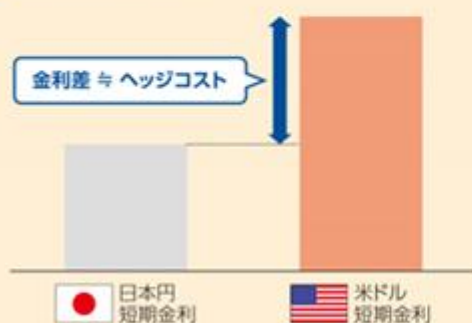 金利差 ≒ ヘッジコスト
日本円
短期金利
米ドル
短期金利